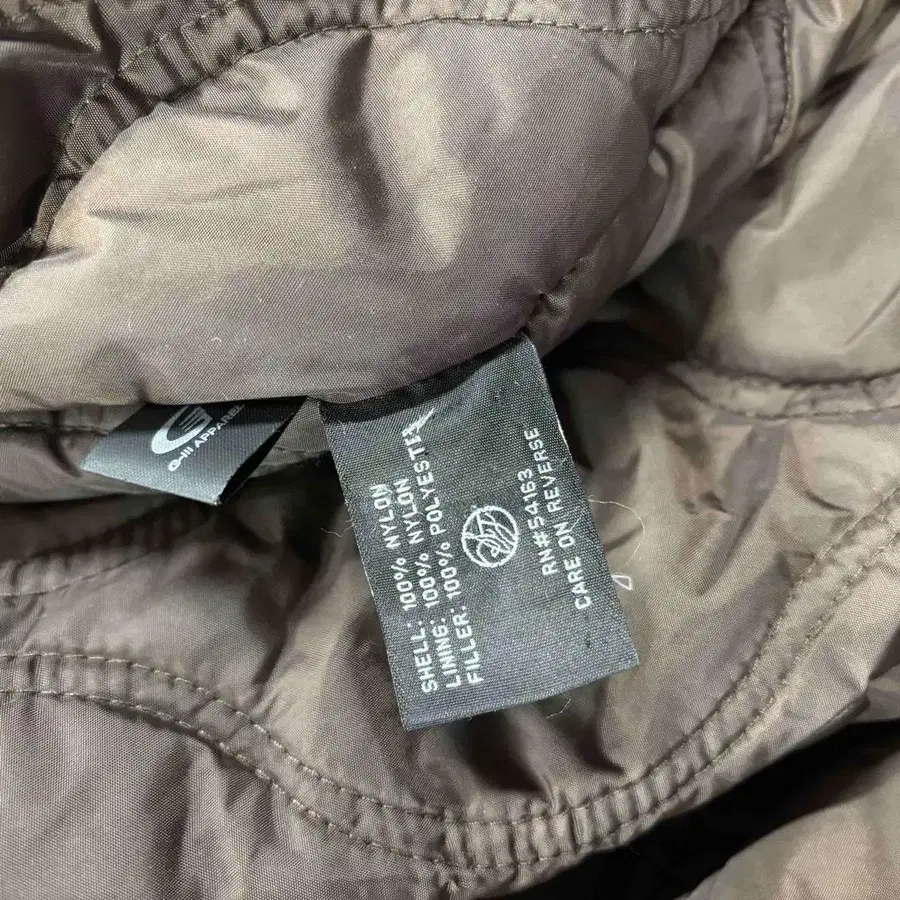 G-III APPAREL
SHELL: 100% NYLON
LINING: 100% NYLON
FILLER: 100% POLYESTER
RN#54163
CARE ON REVERSE